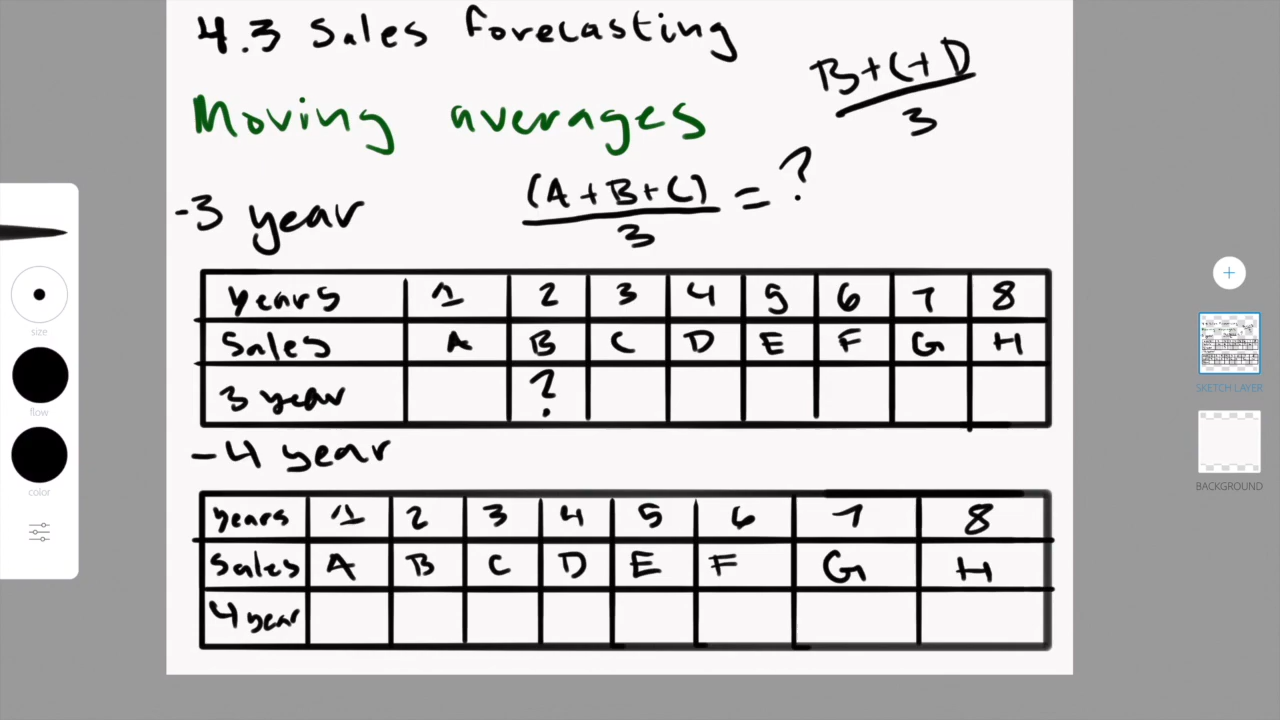 4.3 Sales forecasting
B+C+D
3
Moving averages
-3 year
(A+B+C) = ?
3
years 1 2 3 4 5 6 7 8
Sales A B C D E F G H
3 year ?
-4 year
years 1 2 3 4 5 6 7 8
Sales A B C D E F G H
4 year
size
flow
color
+
SKETCH LAYER
BACKGROUND